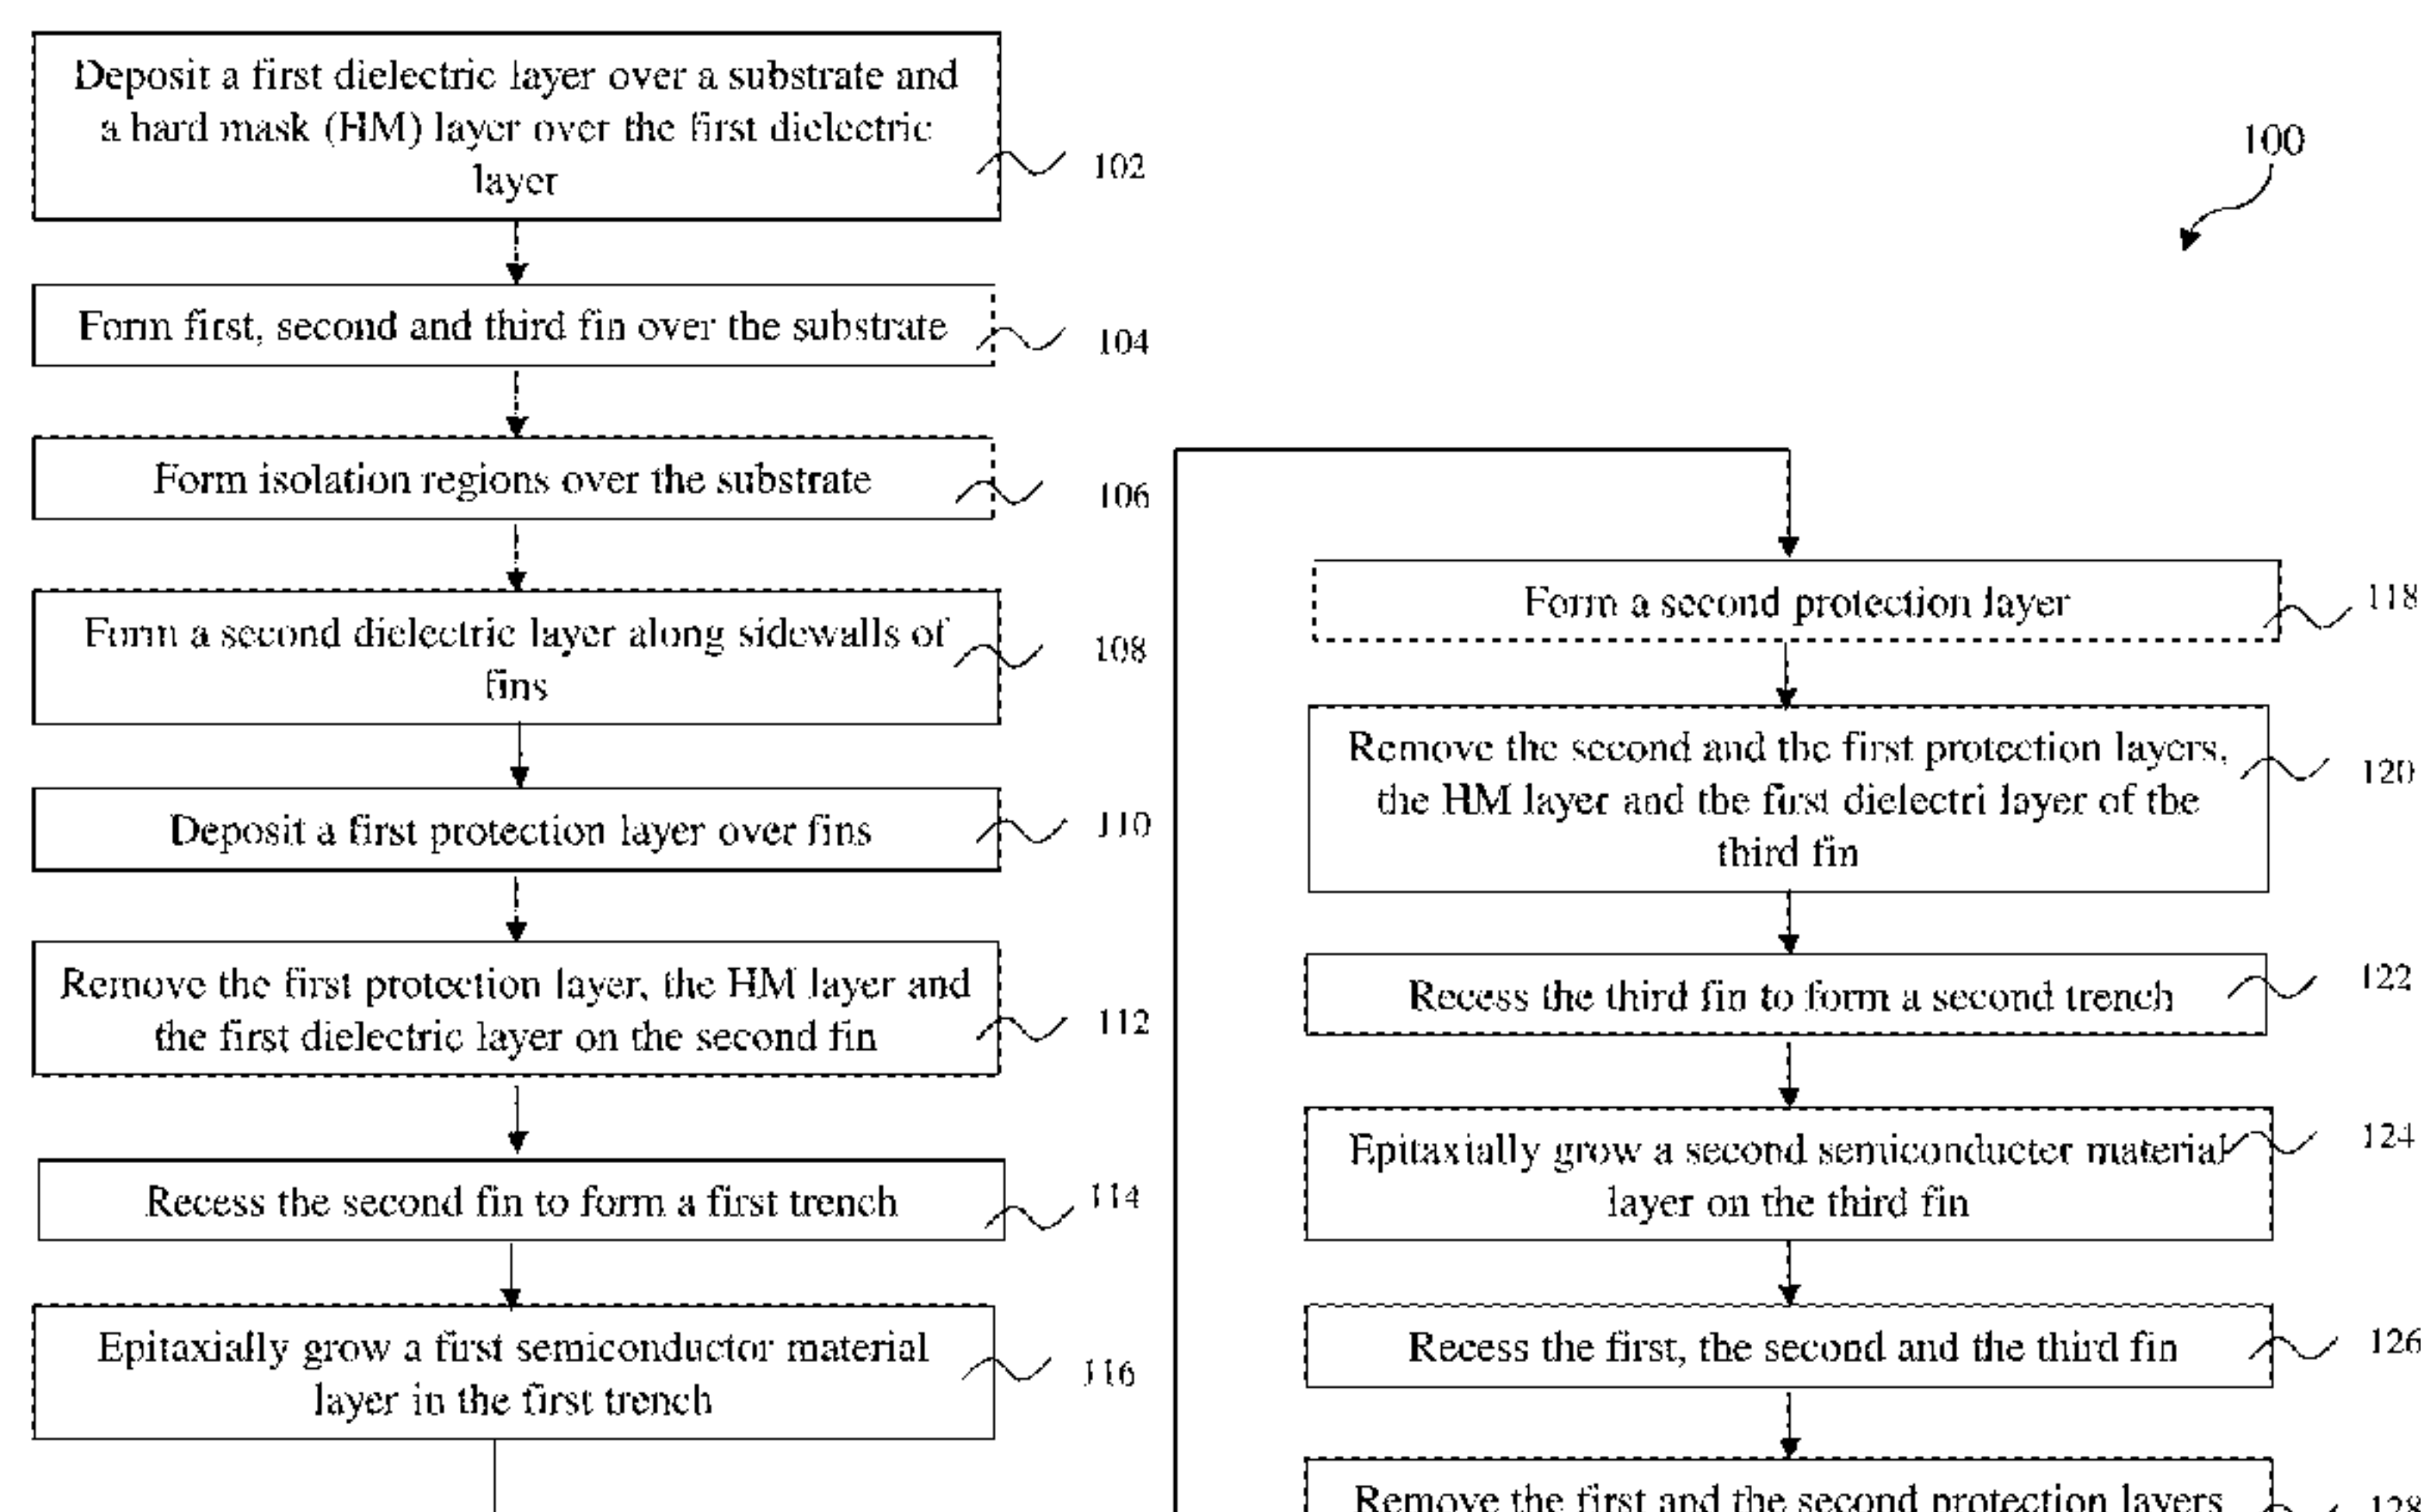 Deposit a first dielectric layer over a substrate and
a hard mask (HM) layer over the first dielectric
layer
102
100
Form first, second and third fin over the substrate
104
Form isolation regions over the substrate
106
Form a second dielectric layer along sidewalls of
fins
108
Deposit a first protection layer over fins
110
Remove the first protection layer, the HM layer and
the first dielectric layer on the second fin
112
Recess the second fin to form a first trench
114
Epitaxially grow a first semiconductor material
layer in the first trench
116
Form a second protection layer
118
Remove the second and the first protection layers,
the HM layer and the first dielectri layer of the
third fin
120
Recess the third fin to form a second trench
122
Epitaxially grow a second semiconducter material
layer on the third fin
124
Recess the first, the second and the third fin
126
Remove the first and the second protection layers
128